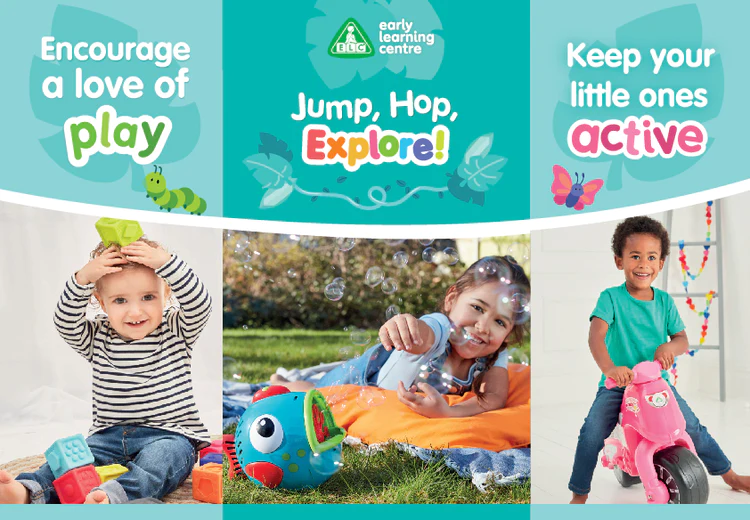 Encourage
a love of
play
ELC
early
learning
centre
Jump, Hop,
Explore!
Keep your
little ones
active